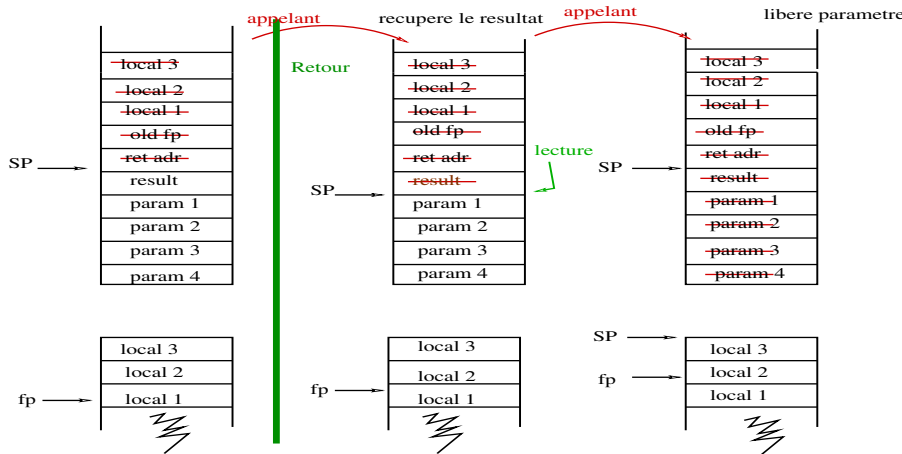 appelant
recupere le resultat
appelant
libere parametre
Retour
local 3
local 2
local 1
old fp
ret adr
SP
result
param 1
param 2
param 3
param 4
local 3
local 2
fp
local 1
local 3
local 2
local 1
old fp
ret adr
lecture
result
SP
param 1
param 2
param 3
param 4
local 3
local 2
fp
local 1
local 3
local 2
local 1
old fp
ret adr
SP
result
param 1
param 2
param 3
param 4
SP
local 3
fp
local 2
local 1